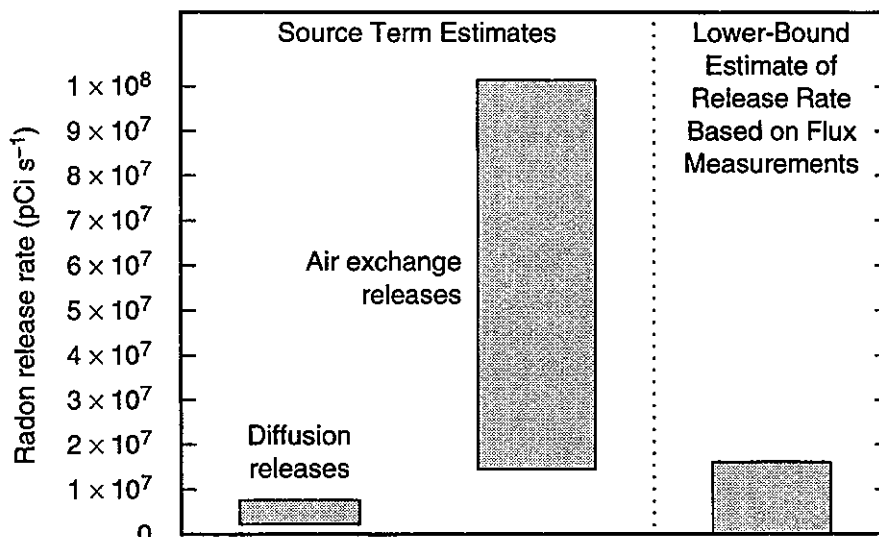 Source Term Estimates
Lower-Bound
Estimate of
Release Rate
Based on Flux
Measurements
Radon release rate (pCi s⁻¹)
1 × 10⁸
9 × 10⁷
8 × 10⁷
7 × 10⁷
6 × 10⁷
5 × 10⁷
4 × 10⁷
3 × 10⁷
2 × 10⁷
1 × 10⁷
0
Air exchange
releases
Diffusion
releases